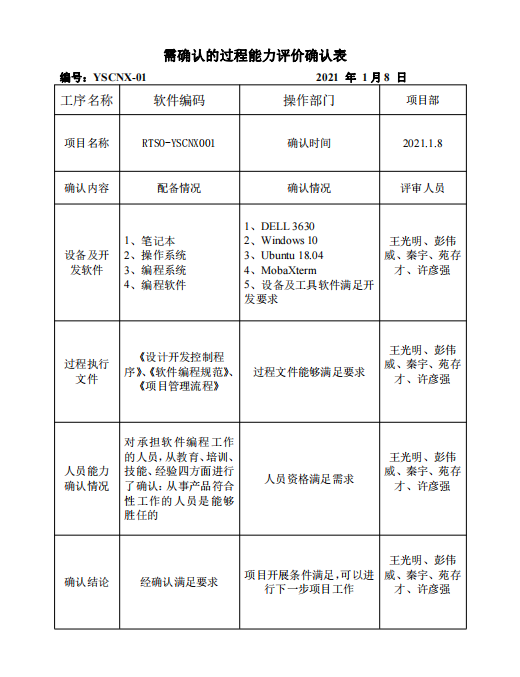 需确认的过程能力评价确认表
编号：YSCNX-01 2021 年 1月8 日
工序名称 软件编码 操作部门 项目部
项目名称 RTSO-YSCNX001 确认时间 2021.1.8
确认内容 配备情况 确认情况 评审人员
设备及开
发软件
1、笔记本
2、操作系统
3、编程系统
4、编程软件
1、DELL 3630
2、Windows 10
3、Ubuntu 18.04
4、MobaXterm
5、设备及工具软件满足开
发要求
王光明、彭伟
威、秦宇、苑存
才、许彦强
过程执行
文件
《设计开发控制程
序》、《软件编程规范》、
《项目管理流程》
过程文件能够满足要求
王光明、彭伟
威、秦宇、苑存
才、许彦强
人员能力
确认情况
对承担软件编程工作
的人员，从教育、培训、
技能、经验四方面进行
了确认：从事产品符合
性工作的人员是能够
胜任的
人员资格满足需求
王光明、彭伟
威、秦宇、苑存
才、许彦强
确认结论
经确认满足要求
项目开展条件满足，可以进
行下一步项目工作
王光明、彭伟
威、秦宇、苑存
才、许彦强